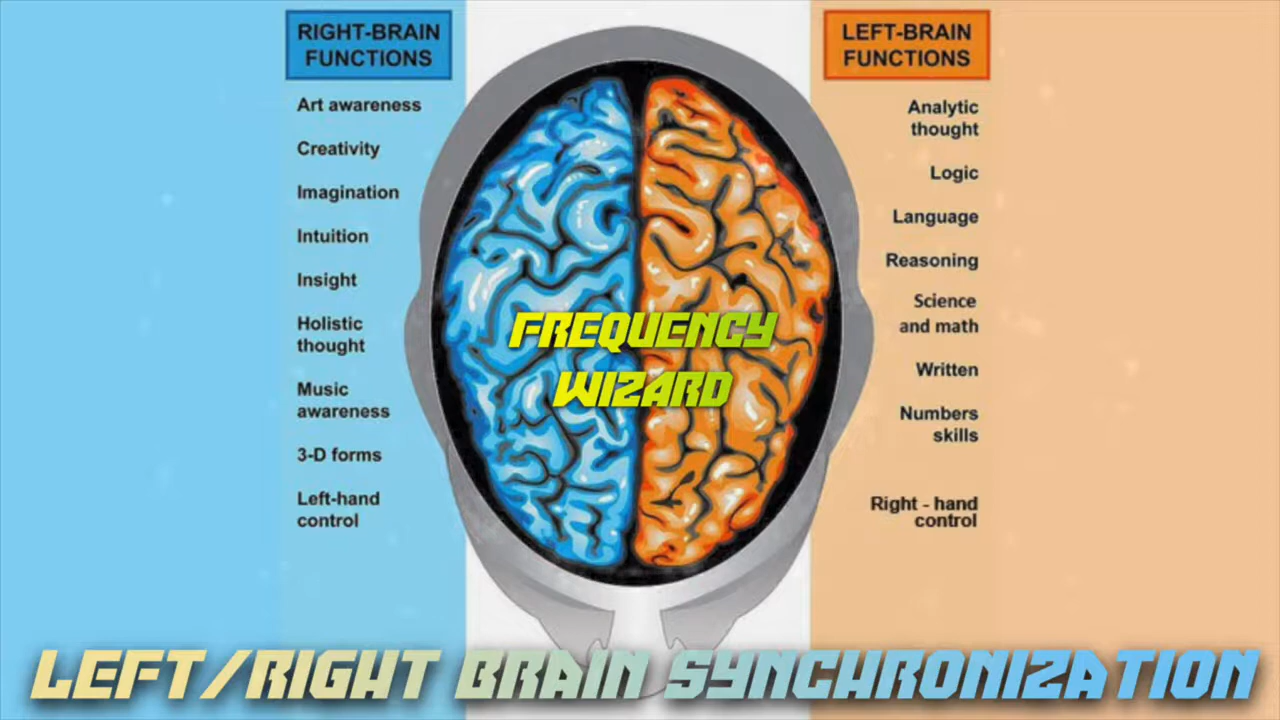 RIGHT-BRAIN
FUNCTIONS
Art awareness
Creativity
Imagination
Intuition
Insight
Holistic
thought
Music
awareness
3-D forms
Left-hand
control
LEFT-BRAIN
FUNCTIONS
Analytic
thought
Logic
Language
Reasoning
Science
and math
Written
Numbers
skills
Right - hand
control
FREQUENCY
WIZARD
LEFT/RIGHT BRAIN SYNCHRONIZATION